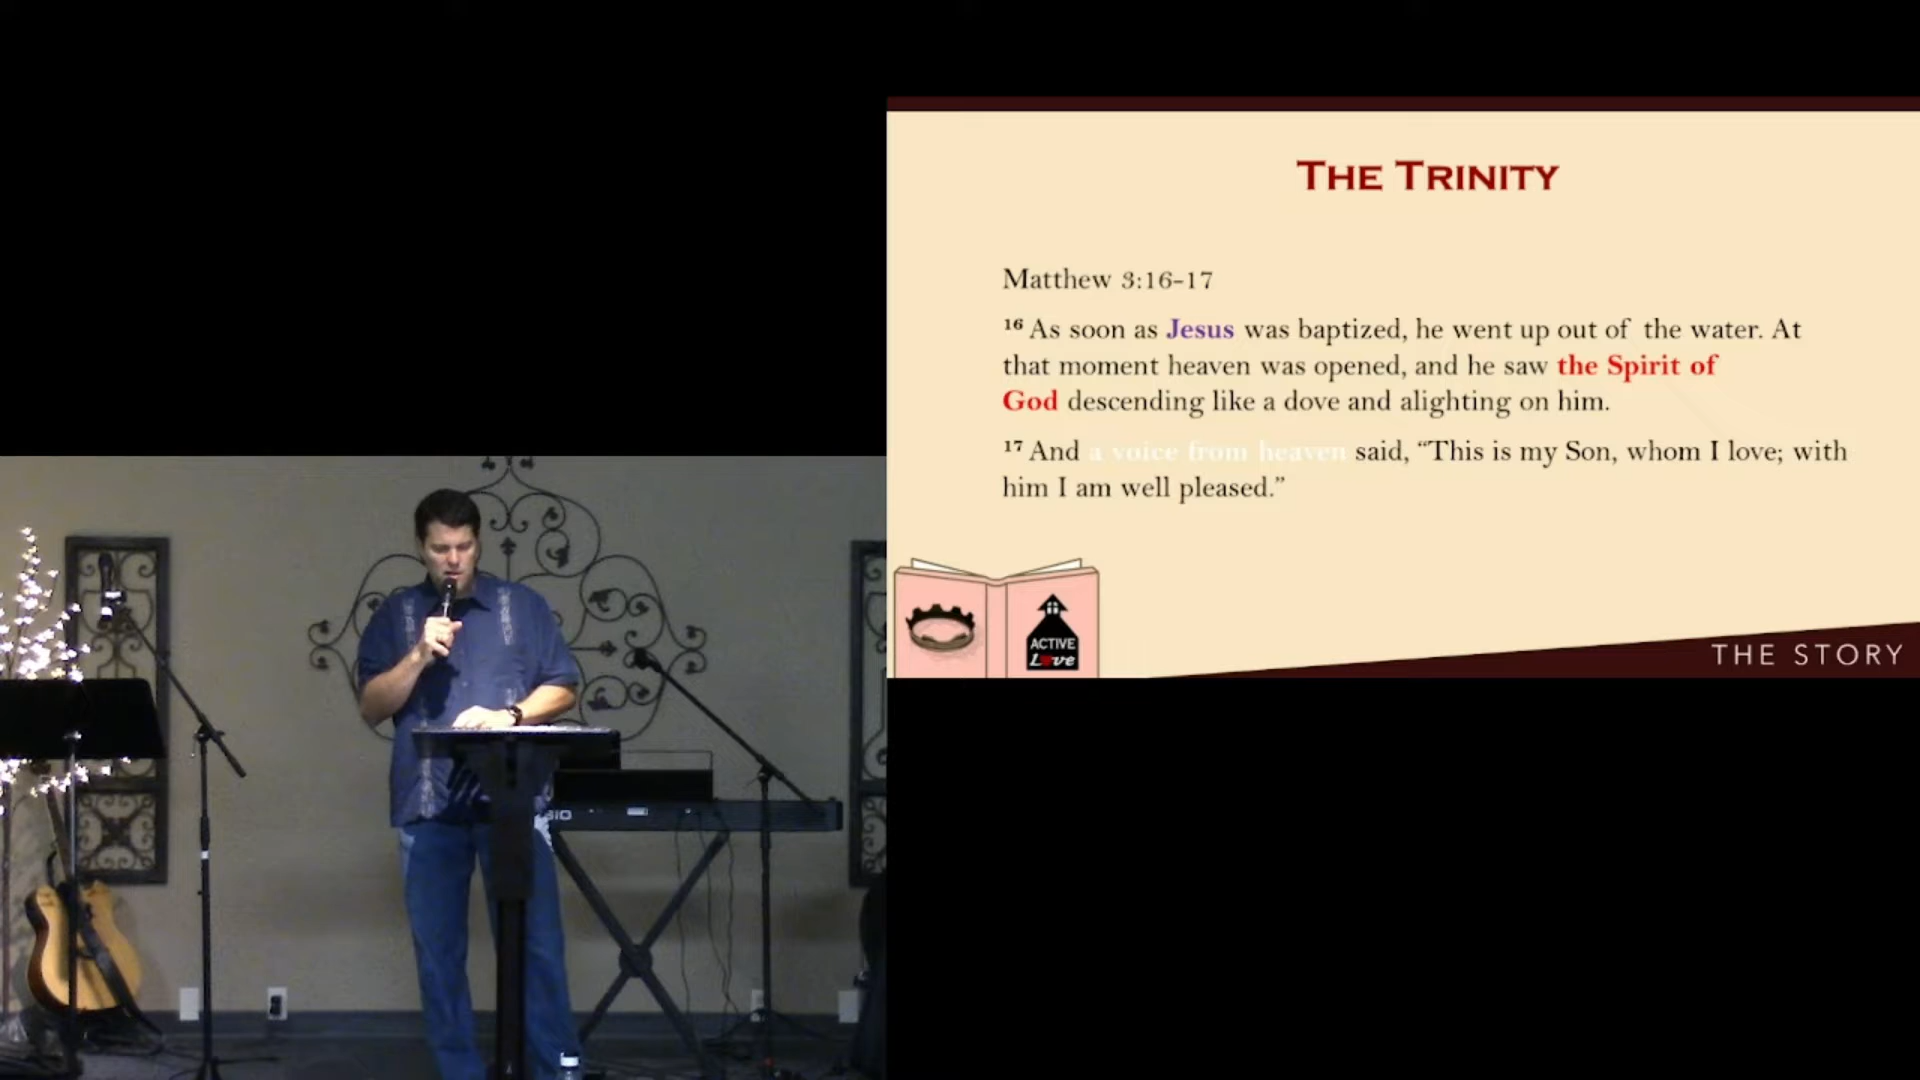 THE TRINITY
Matthew 3:16-17
16 As soon as Jesus was baptized, he went up out of the water. At
that moment heaven was opened, and he saw the Spirit of
God descending like a dove and alighting on him.
17 And a voice from heaven said, “This is my Son, whom I love; with
him I am well pleased.”
ACTIVE
Love
THE STORY